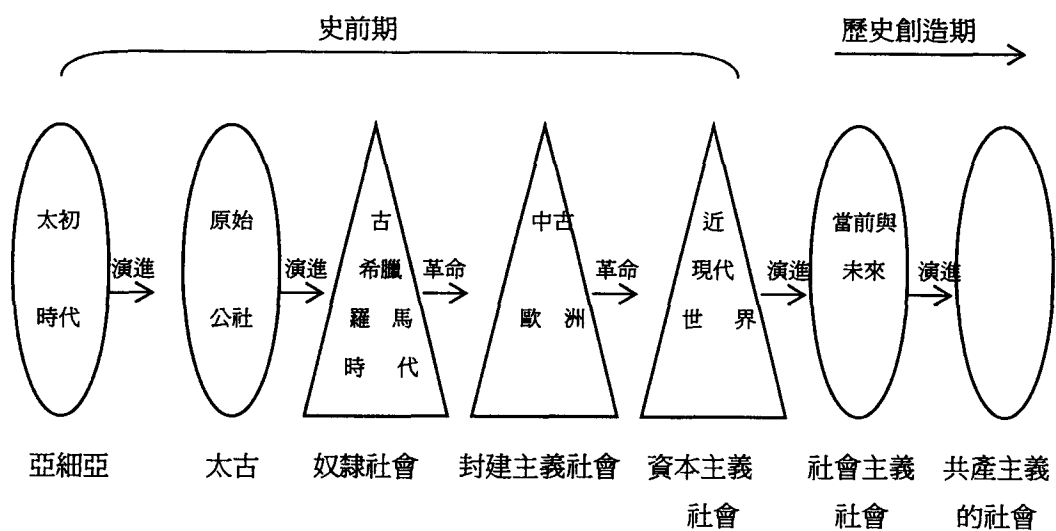 史前期
歷史創造期
太初
時代
演進
原始
公社
演進
古
希臘
羅 馬
時 代
革命
中古
歐 洲
革命
近
現代
世 界
演進
當前與
未來
演進
亞細亞
太古
奴隸社會
封建主義社會
資本主義
社會
社會主義
社會
共產主義
的社會